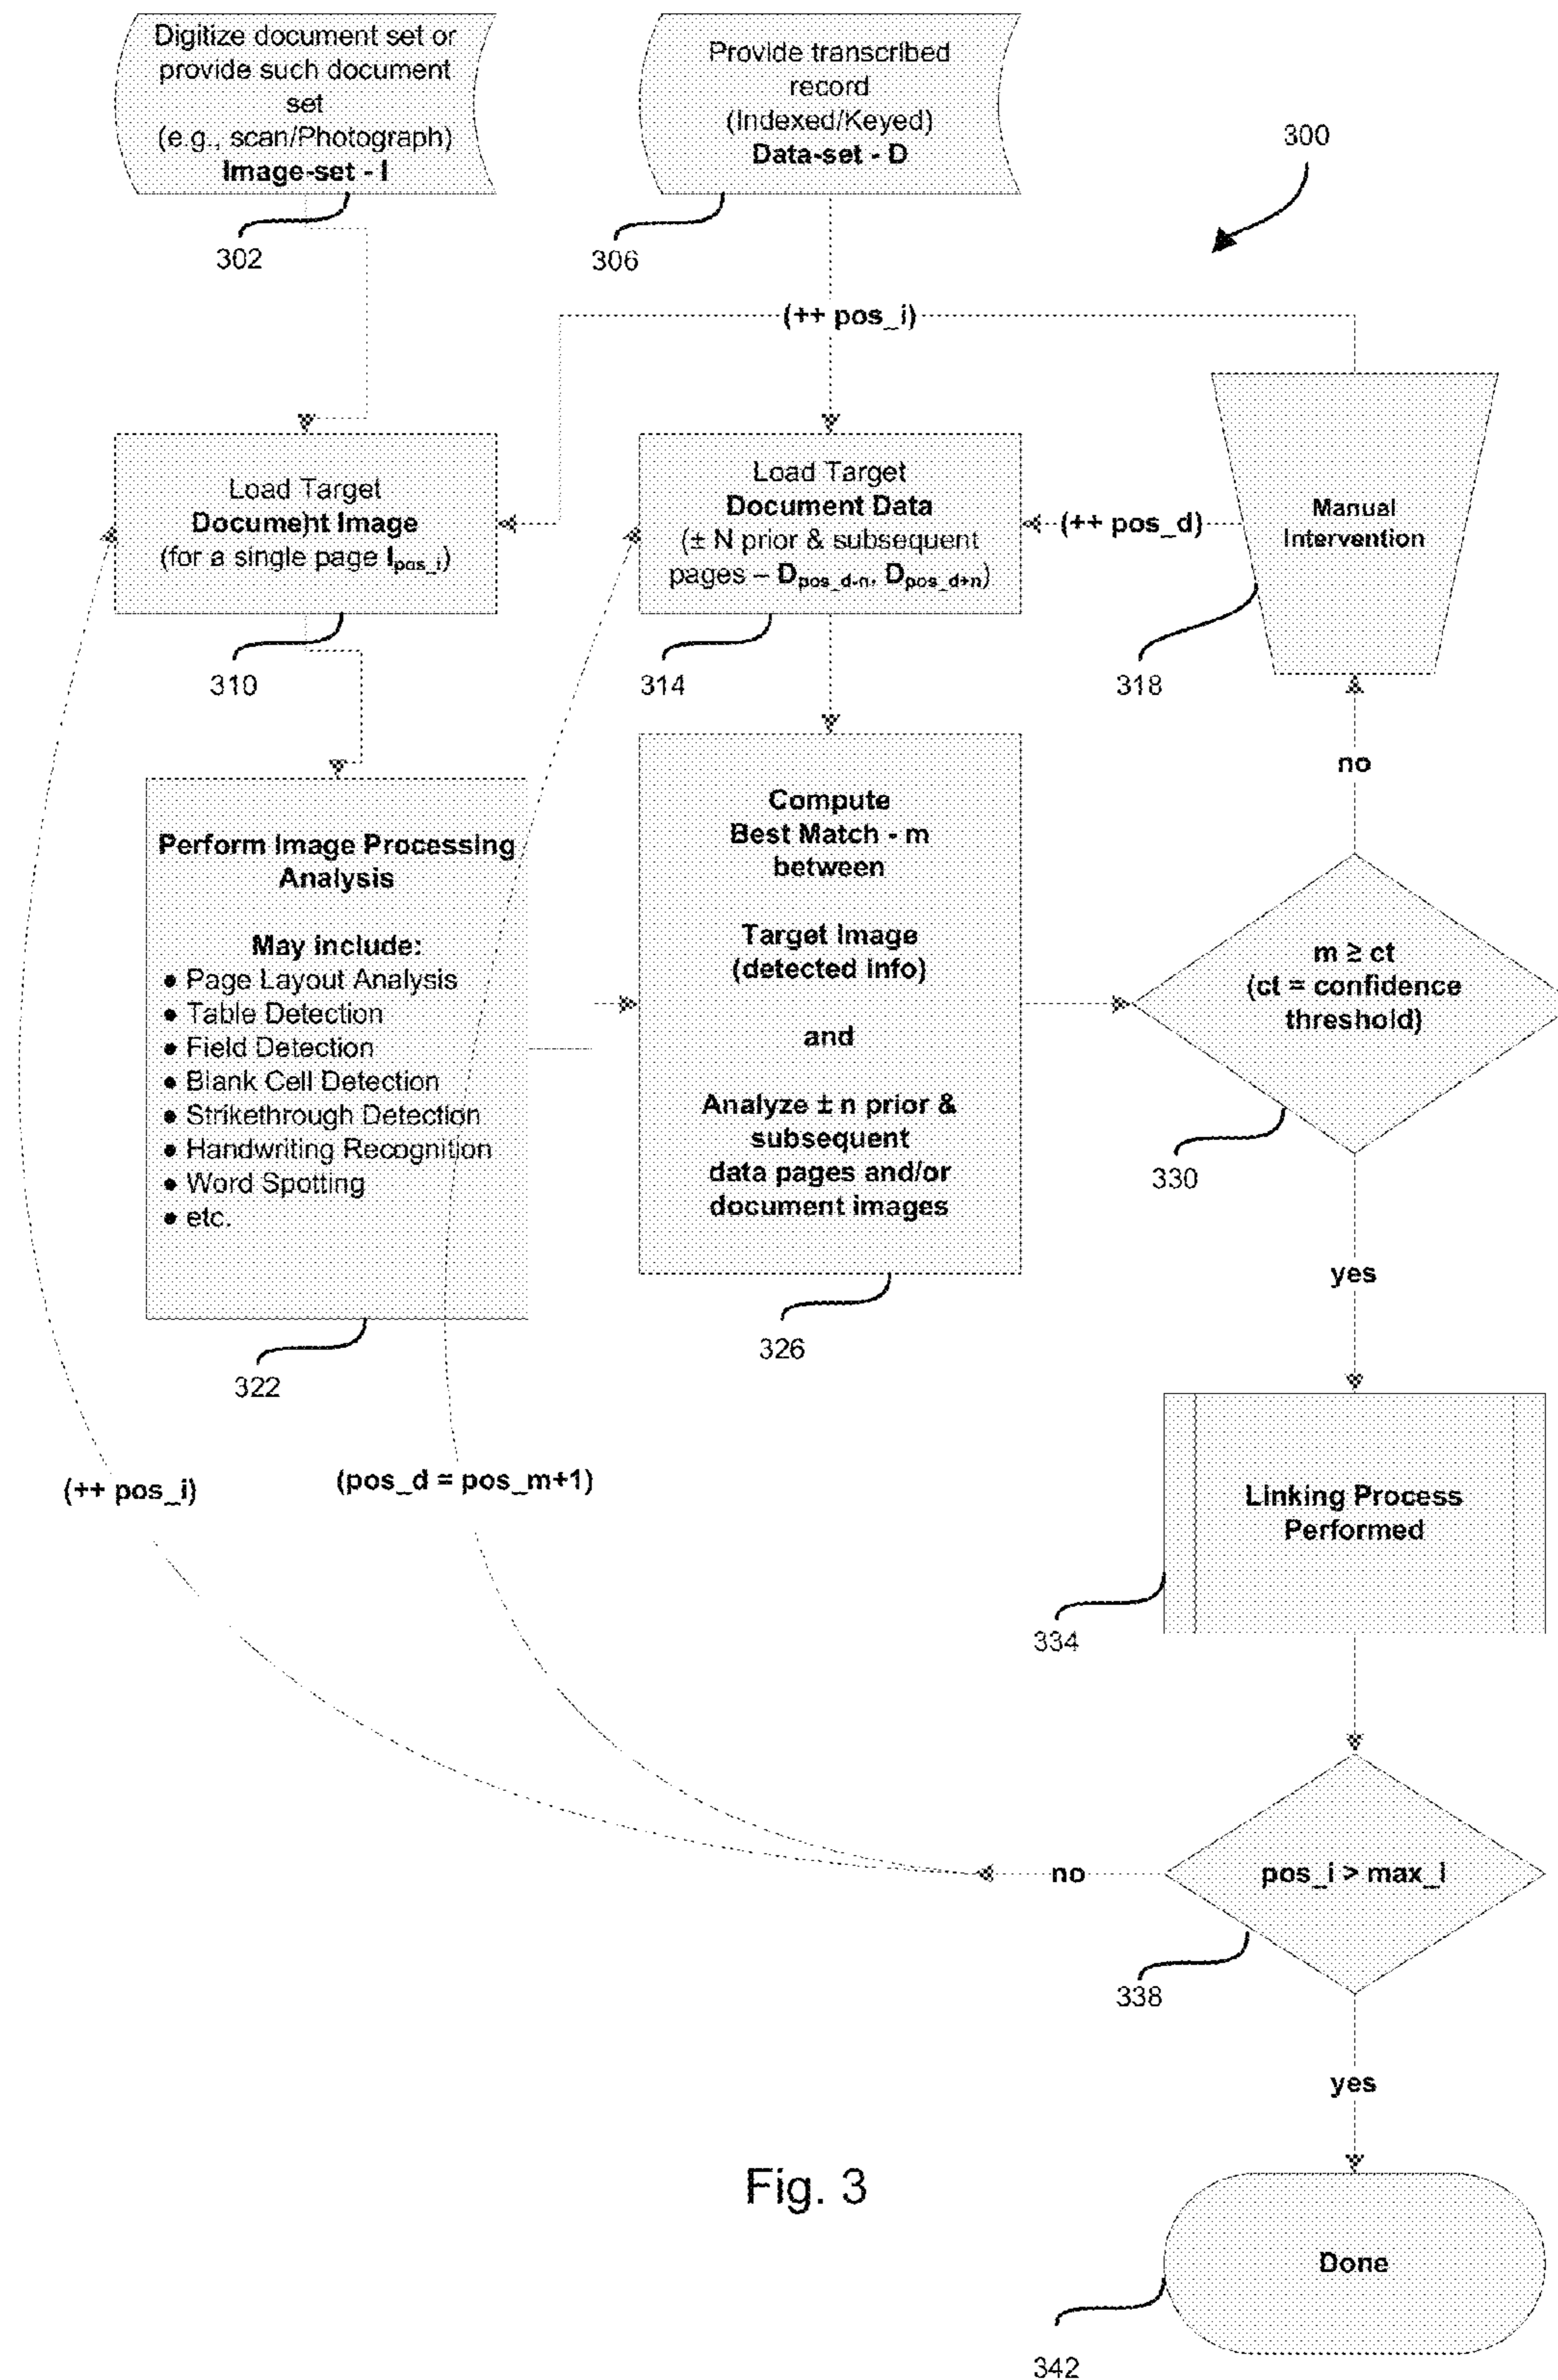 Digitize document set or
provide such document
set
(e.g., scan/Photograph)
Image-set - I
302
Provide transcribed
record
(Indexed/Keyed)
Data-set - D
306
300
(++ pos_i)
Load Target
Document Image
(for a single page I_pos_i)
310
Load Target
Document Data
(± N prior & subsequent
pages – D_pos_d-n, D_pos_d+n)
314
(++ pos_d)
Manual
Intervention
318
no
Perform Image Processing
Analysis
May include:
• Page Layout Analysis
• Table Detection
• Field Detection
• Blank Cell Detection
• Strikethrough Detection
• Handwriting Recognition
• Word Spotting
• etc.
322
Compute
Best Match - m
between
Target Image
(detected info)
and
Analyze ± n prior &
subsequent
data pages and/or
document images
326
m ≥ ct
(ct = confidence
threshold)
330
yes
(++ pos_i)
(pos_d = pos_m+1)
Linking Process
Performed
334
no
pos_i > max_i
338
yes
Fig. 3
Done
342